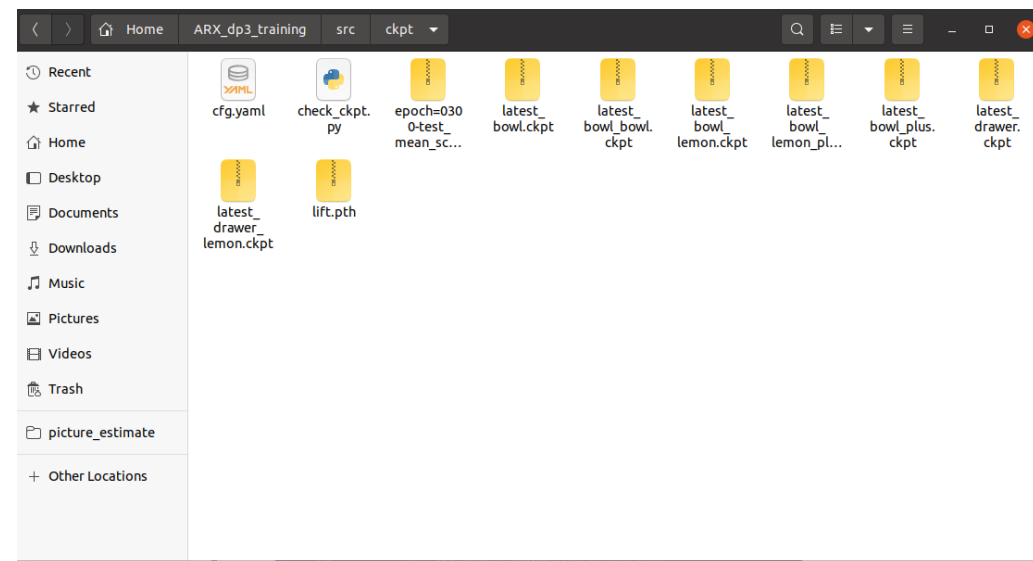 Home
ARX_dp3_training
src
ckpt
Recent
Starred
Home
Desktop
Documents
Downloads
Music
Pictures
Videos
Trash
picture_estimate
+ Other Locations
YAML
cfg.yaml
check_ckpt.
py
epoch=030
0-test_
mean_sc...
latest_
bowl.ckpt
latest_
bowl_bowl.
ckpt
latest_
bowl_
lemon.ckpt
latest_
bowl_
lemon_pl...
latest_
bowl_plus.
ckpt
latest_
drawer.
ckpt
latest_
drawer_
lemon.ckpt
lift.pth